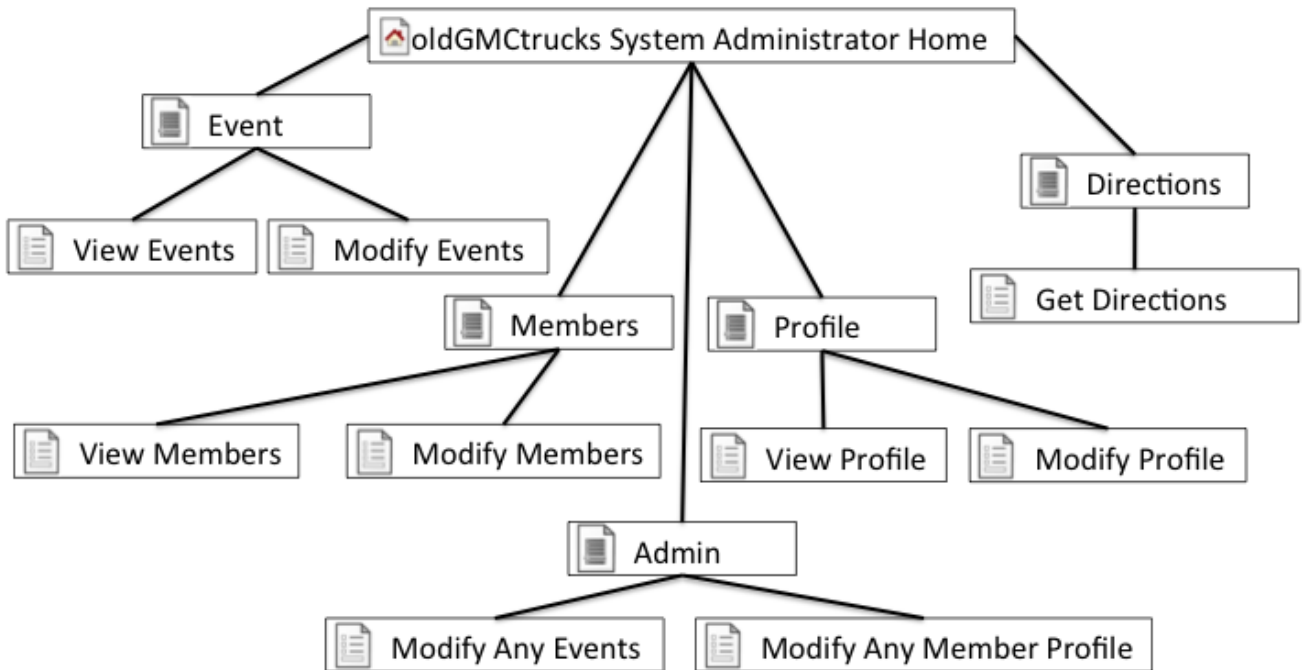 oldGMCtrucks System Administrator Home
Event
Directions
View Events
Modify Events
Get Directions
Members
Profile
View Members
Modify Members
View Profile
Modify Profile
Admin
Modify Any Events
Modify Any Member Profile